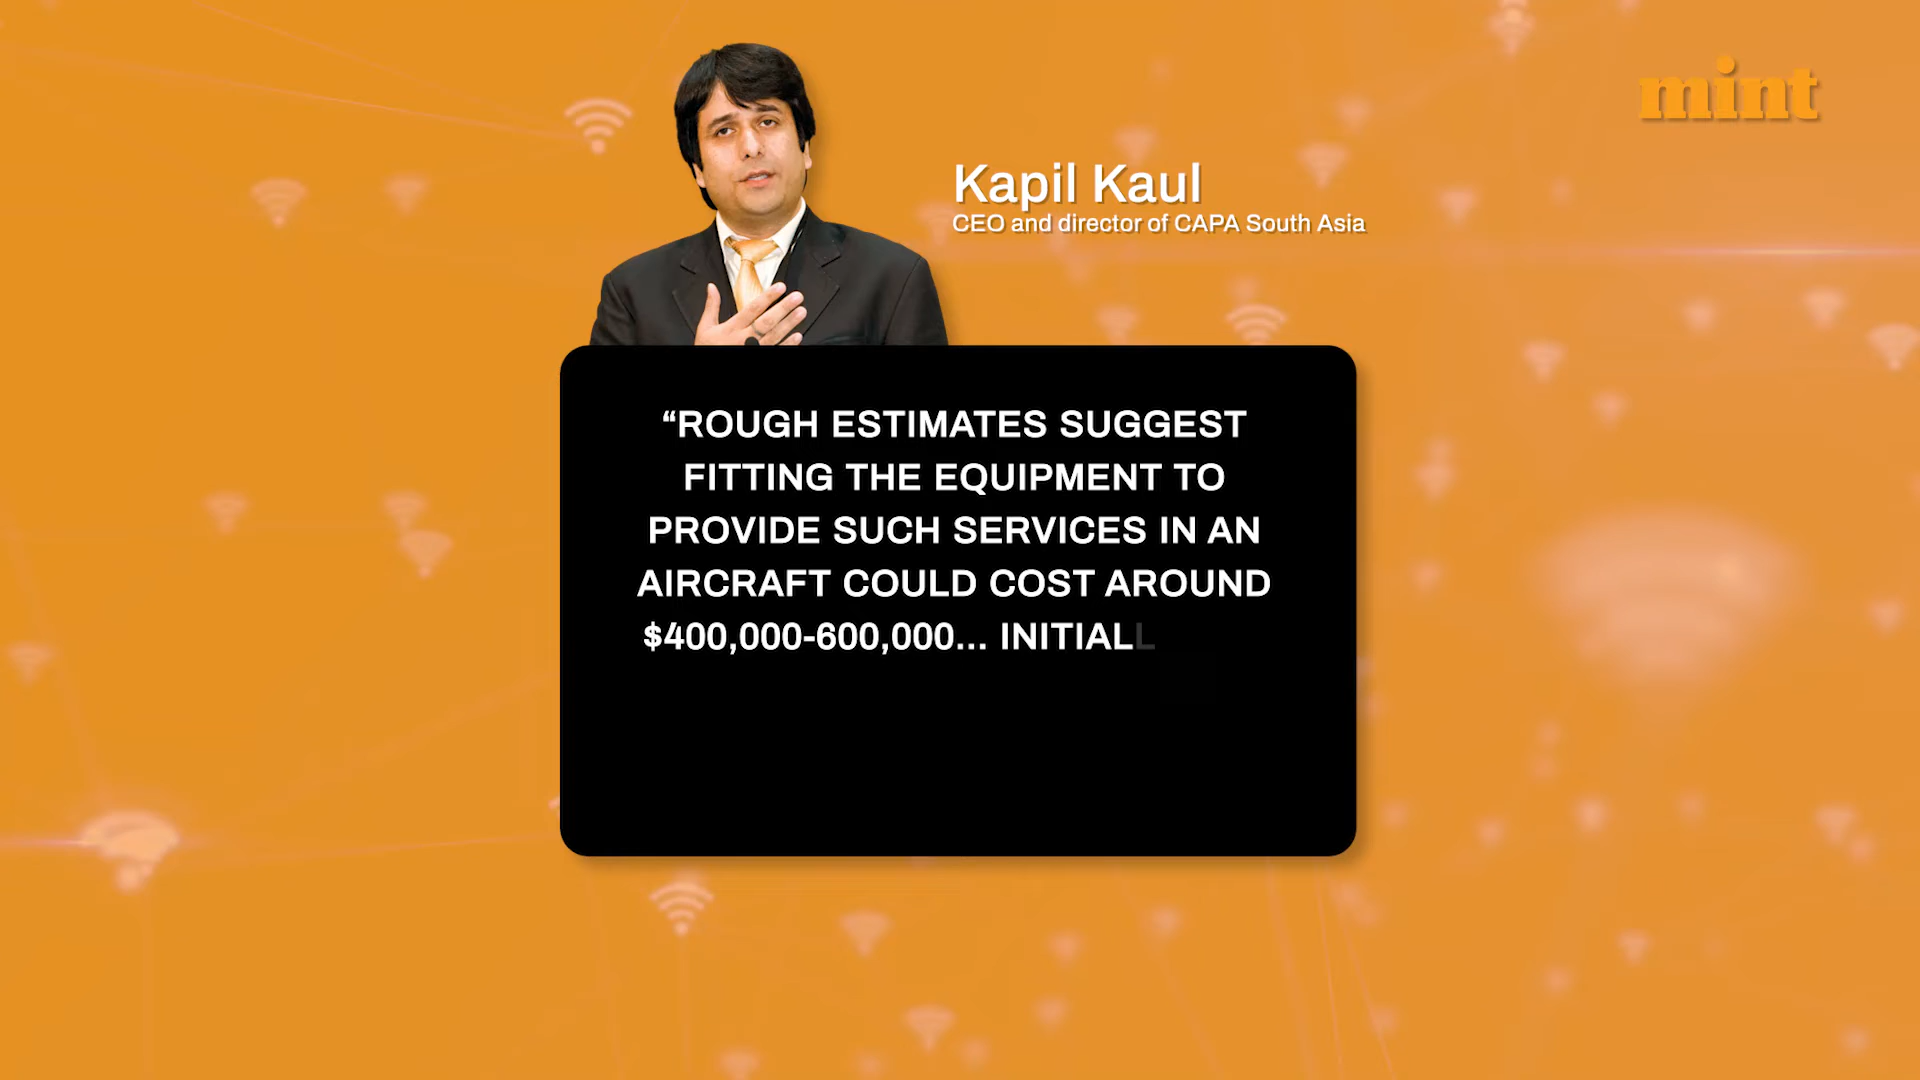 mint
Kapil Kaul
CEO and director of CAPA South Asia
“ROUGH ESTIMATES SUGGEST
FITTING THE EQUIPMENT TO
PROVIDE SUCH SERVICES IN AN
AIRCRAFT COULD COST AROUND
$400,000-600,000... INITIALL